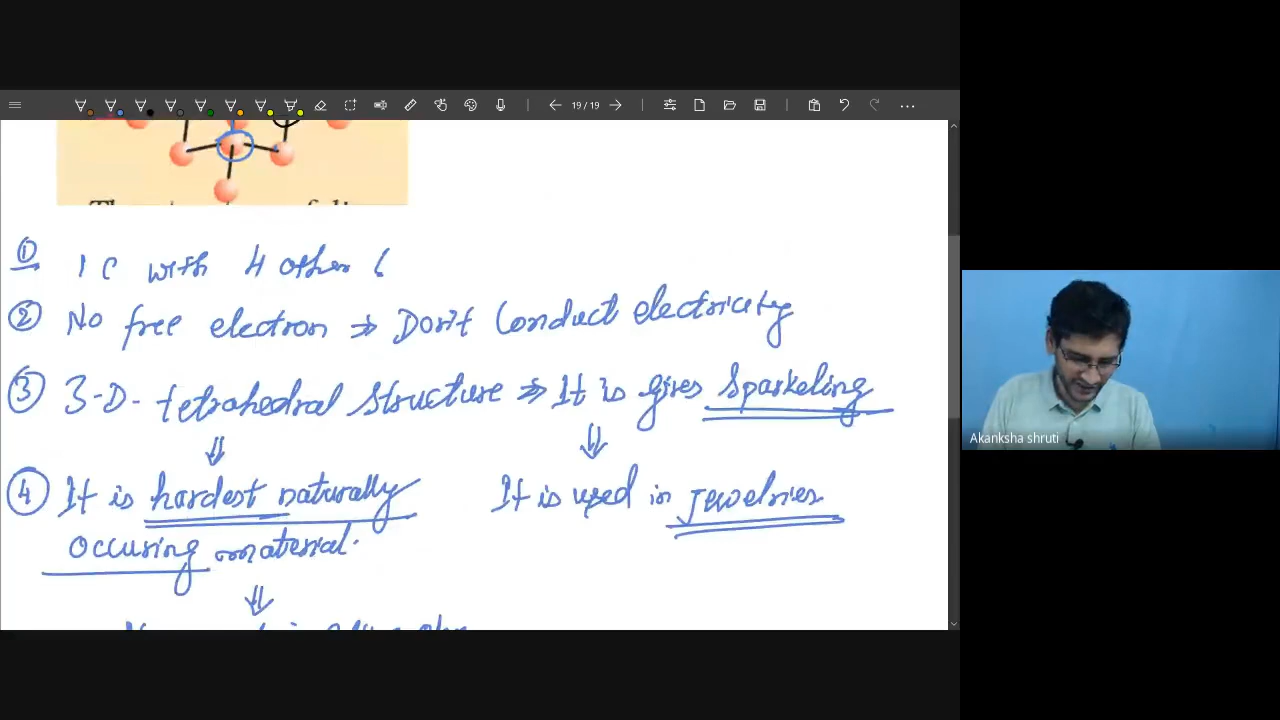 19 / 19
① 1 C with 4 other C
② No free electron ⇒ Don't Conduct electricity
③ 3-D- tetrahedral structure ⇒ It is gives sparkeling
⇓ ⇓
④ It is hardest naturally It is used in jewelries
occuring material.
⇓
Akanksha shruti